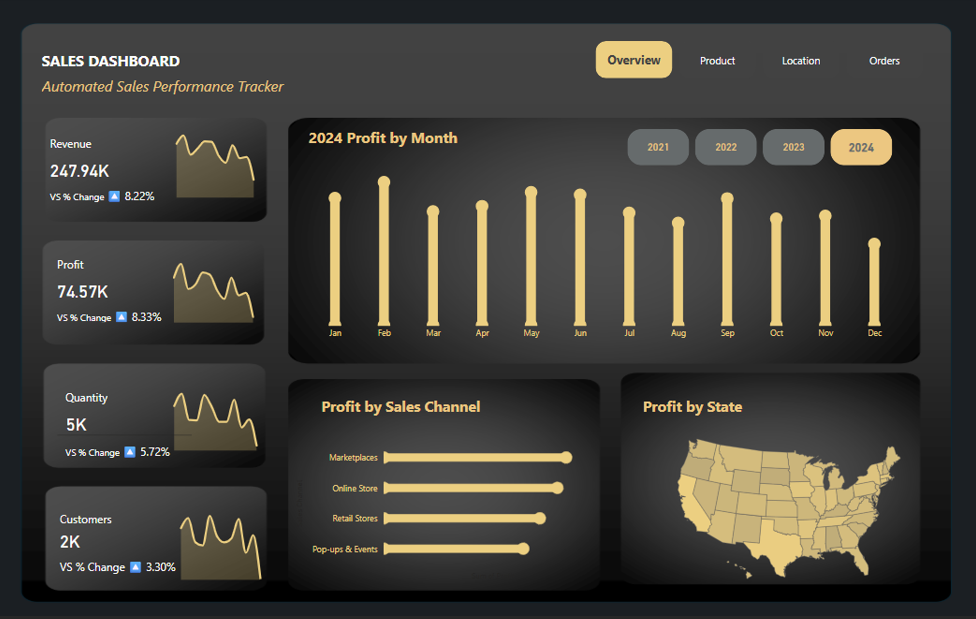 SALES DASHBOARD
Automated Sales Performance Tracker
Overview Product Location Orders
Revenue
247.94K
VS % Change 🔼 8.22%
Profit
74.57K
VS % Change 🔼 8.33%
Quantity
5K
VS % Change 🔼 5.72%
Customers
2K
VS % Change 🔼 3.30%
2024 Profit by Month
2021 2022 2023 2024
Jan Feb Mar Apr May Jun Jul Aug Sep Oct Nov Dec
Profit by Sales Channel
Marketplaces
Online Store
Retail Stores
Pop-ups & Events
Profit by State